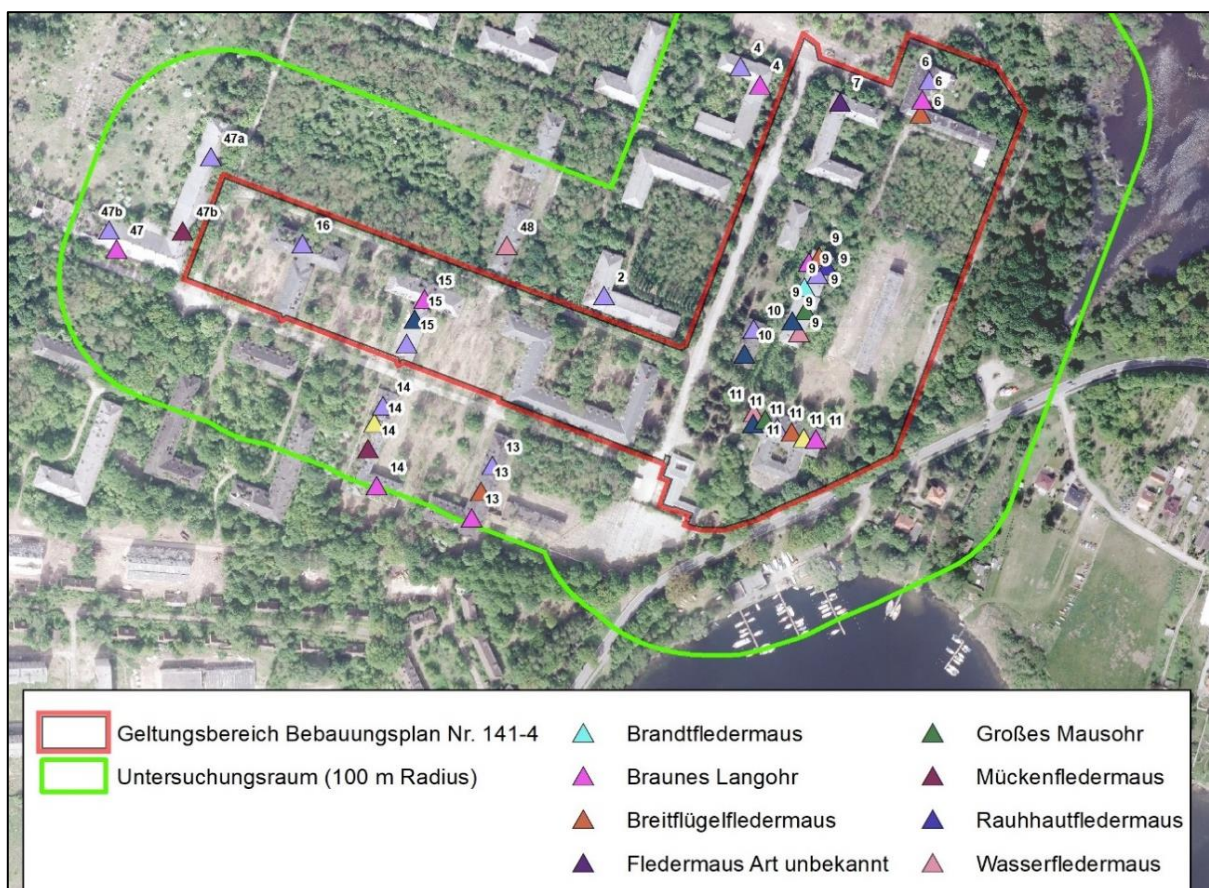 4
4
6
6
6
7
47a
47b
47
47b
16
48
2
15
15
15
9
9
9
9
9
9
9
9
10
10
14
14
14
14
11
11
11
11
11
11
11
13
13
13
Geltungsbereich Bebauungsplan Nr. 141-4
Untersuchungsraum (100 m Radius)
Brandtfledermaus
Braunes Langohr
Breitflügelfledermaus
Fledermaus Art unbekannt
Großes Mausohr
Mückenfledermaus
Rauhhautfledermaus
Wasserfledermaus